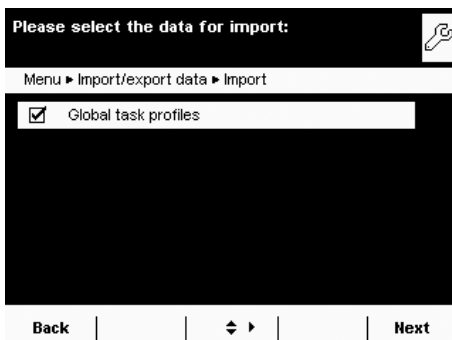 Please select the data for import:
Menu ▸ Import/export data ▸ Import
Global task profiles
Back
Next